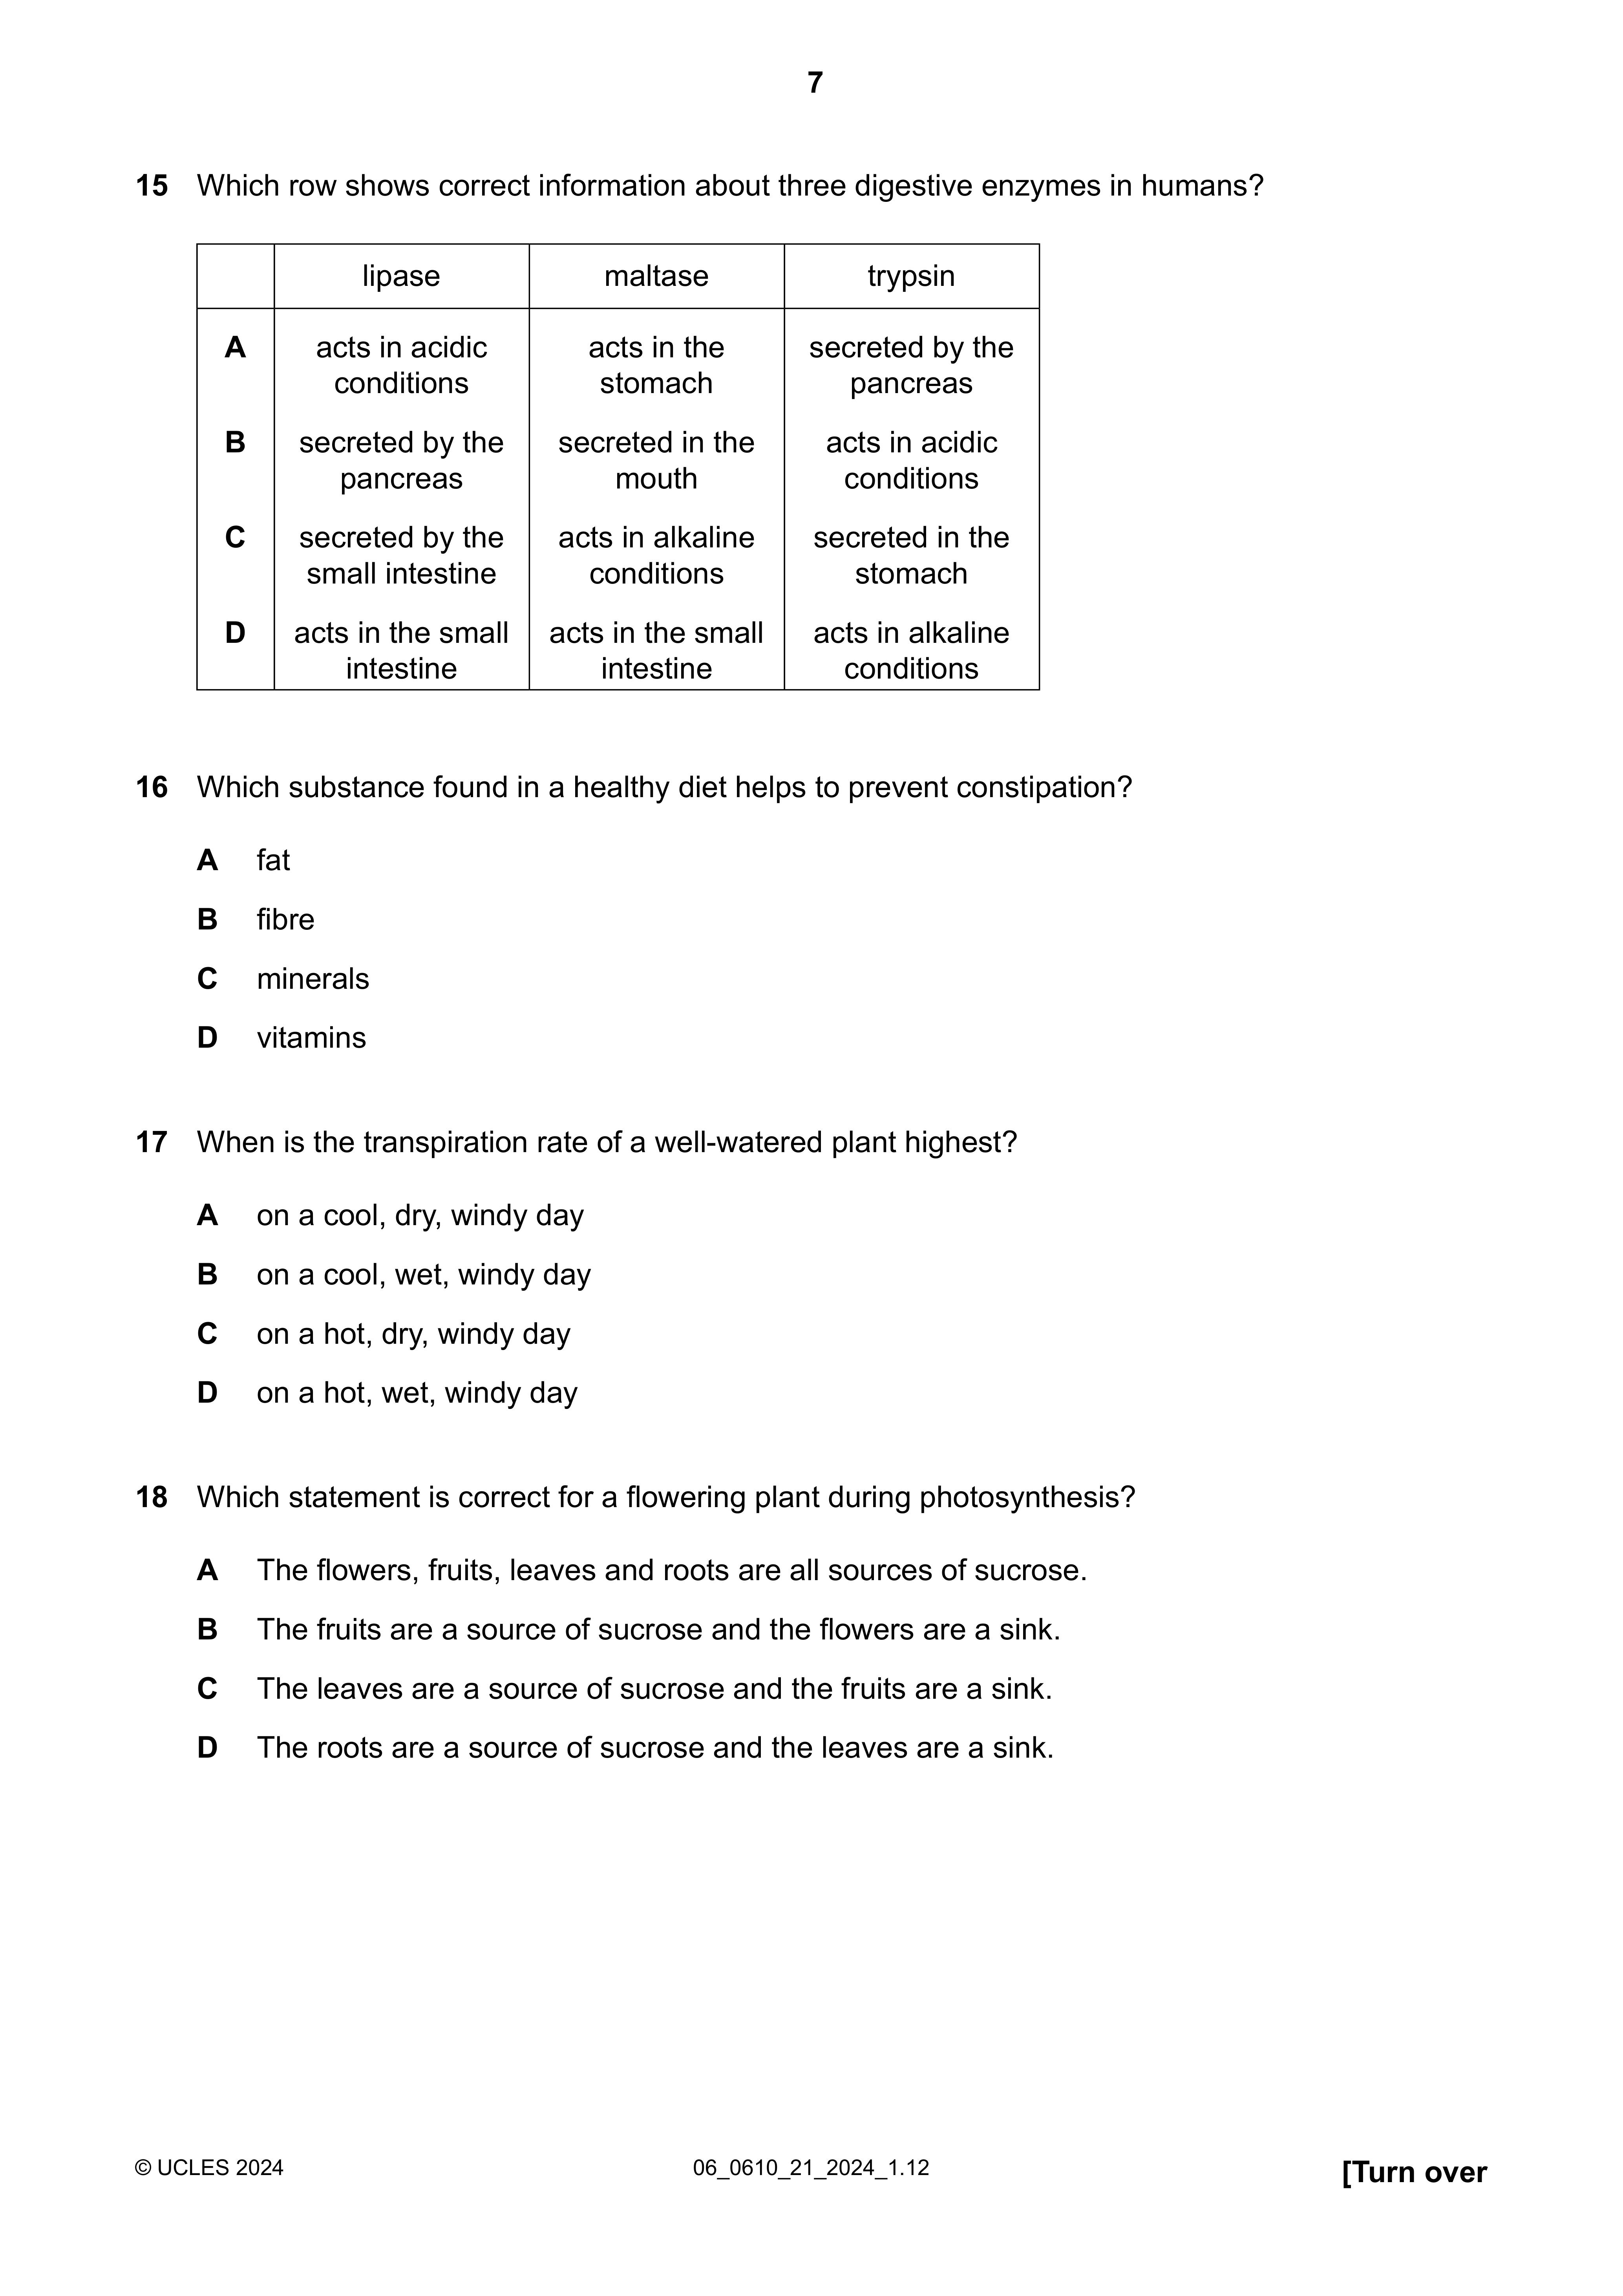 7
15 Which row shows correct information about three digestive enzymes in humans?
lipase maltase trypsin
A acts in acidic conditions acts in the stomach secreted by the pancreas
B secreted by the pancreas secreted in the mouth acts in acidic conditions
C secreted by the small intestine acts in alkaline conditions secreted in the stomach
D acts in the small intestine acts in the small intestine acts in alkaline conditions
16 Which substance found in a healthy diet helps to prevent constipation?
A fat
B fibre
C minerals
D vitamins
17 When is the transpiration rate of a well-watered plant highest?
A on a cool, dry, windy day
B on a cool, wet, windy day
C on a hot, dry, windy day
D on a hot, wet, windy day
18 Which statement is correct for a flowering plant during photosynthesis?
A The flowers, fruits, leaves and roots are all sources of sucrose.
B The fruits are a source of sucrose and the flowers are a sink.
C The leaves are a source of sucrose and the fruits are a sink.
D The roots are a source of sucrose and the leaves are a sink.
© UCLES 2024 06_0610_21_2024_1.12 [Turn over